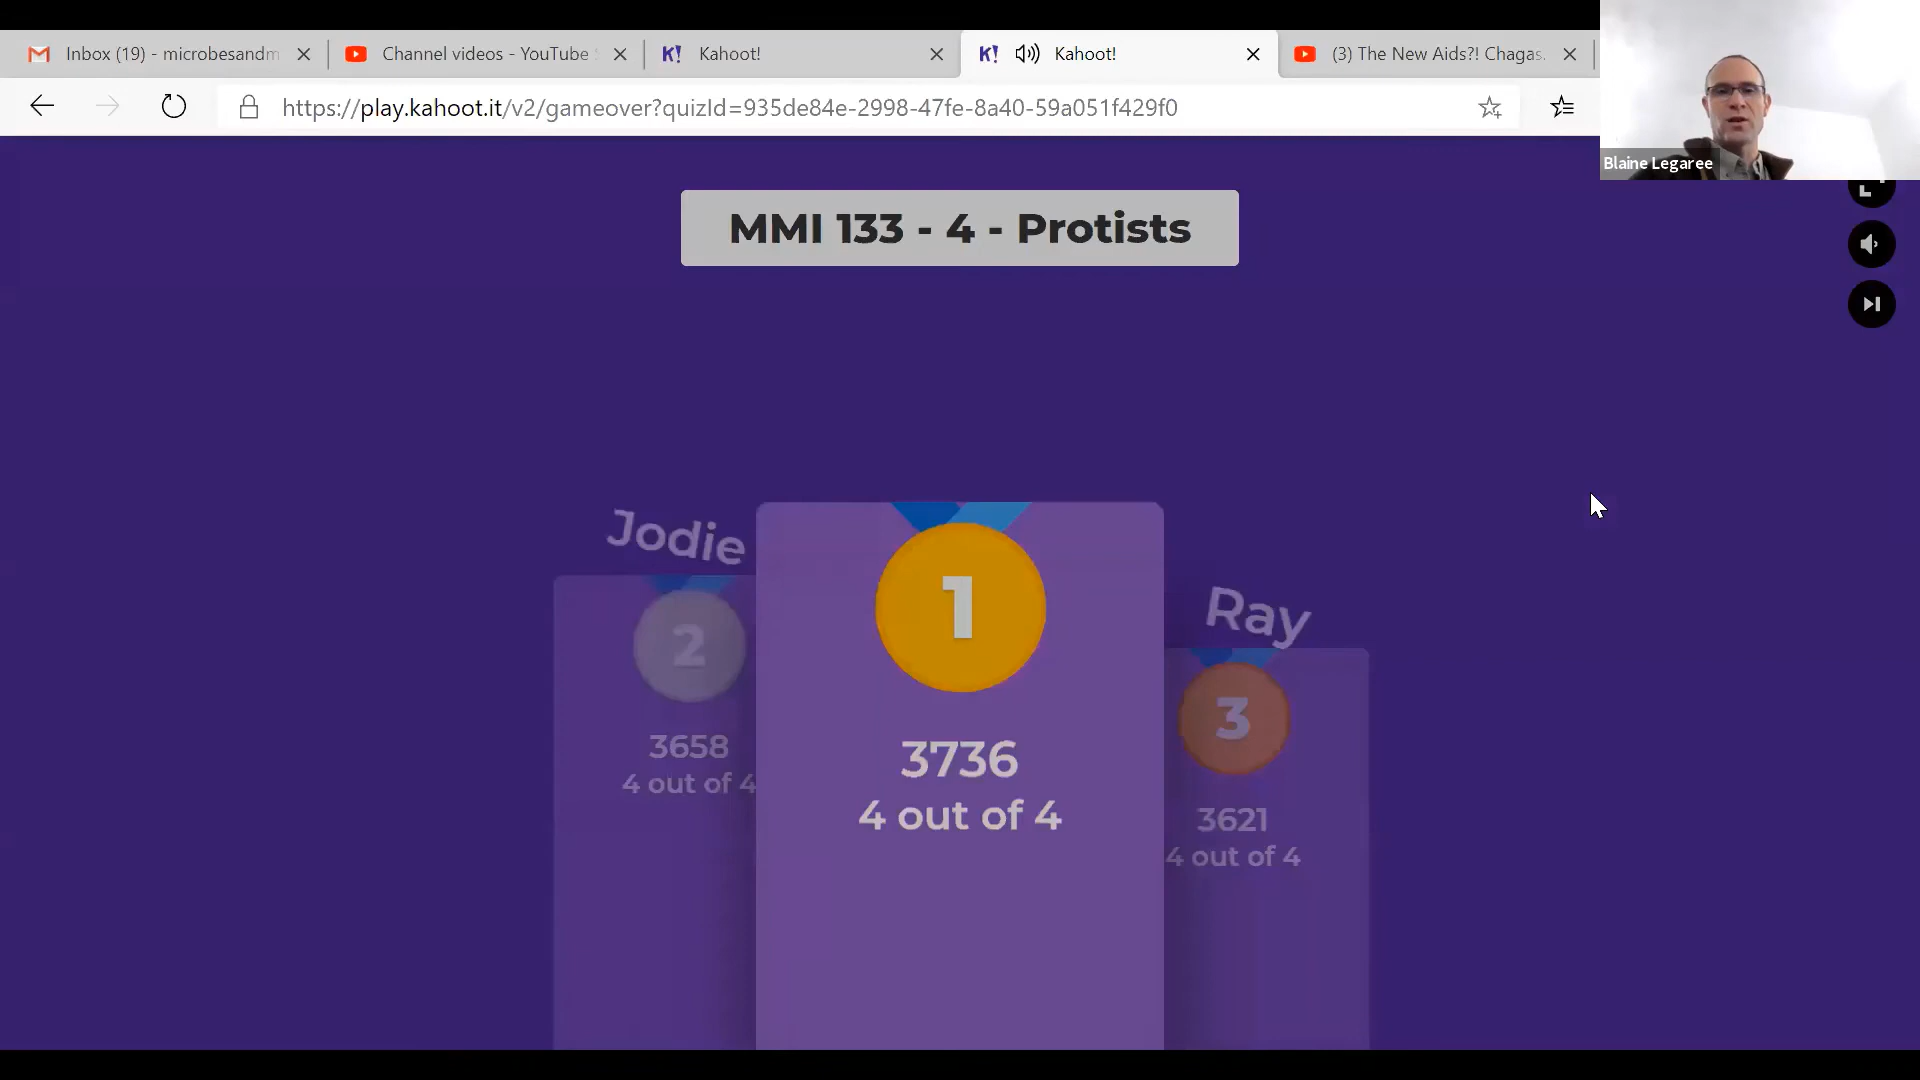 Inbox (19) - microbesandm
Channel videos - YouTube
K! Kahoot!
K! Kahoot!
(3) The New Aids?! Chagas.
https://play.kahoot.it/v2/gameover?quizId=935de84e-2998-47fe-8a40-59a051f429f0
Blaine Legaree
MMI 133 - 4 - Protists
Jodie
2
3658
4 out of 4
1
3736
4 out of 4
Ray
3
3621
4 out of 4